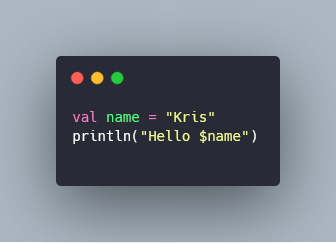 val name = "Kris"
println("Hello $name")